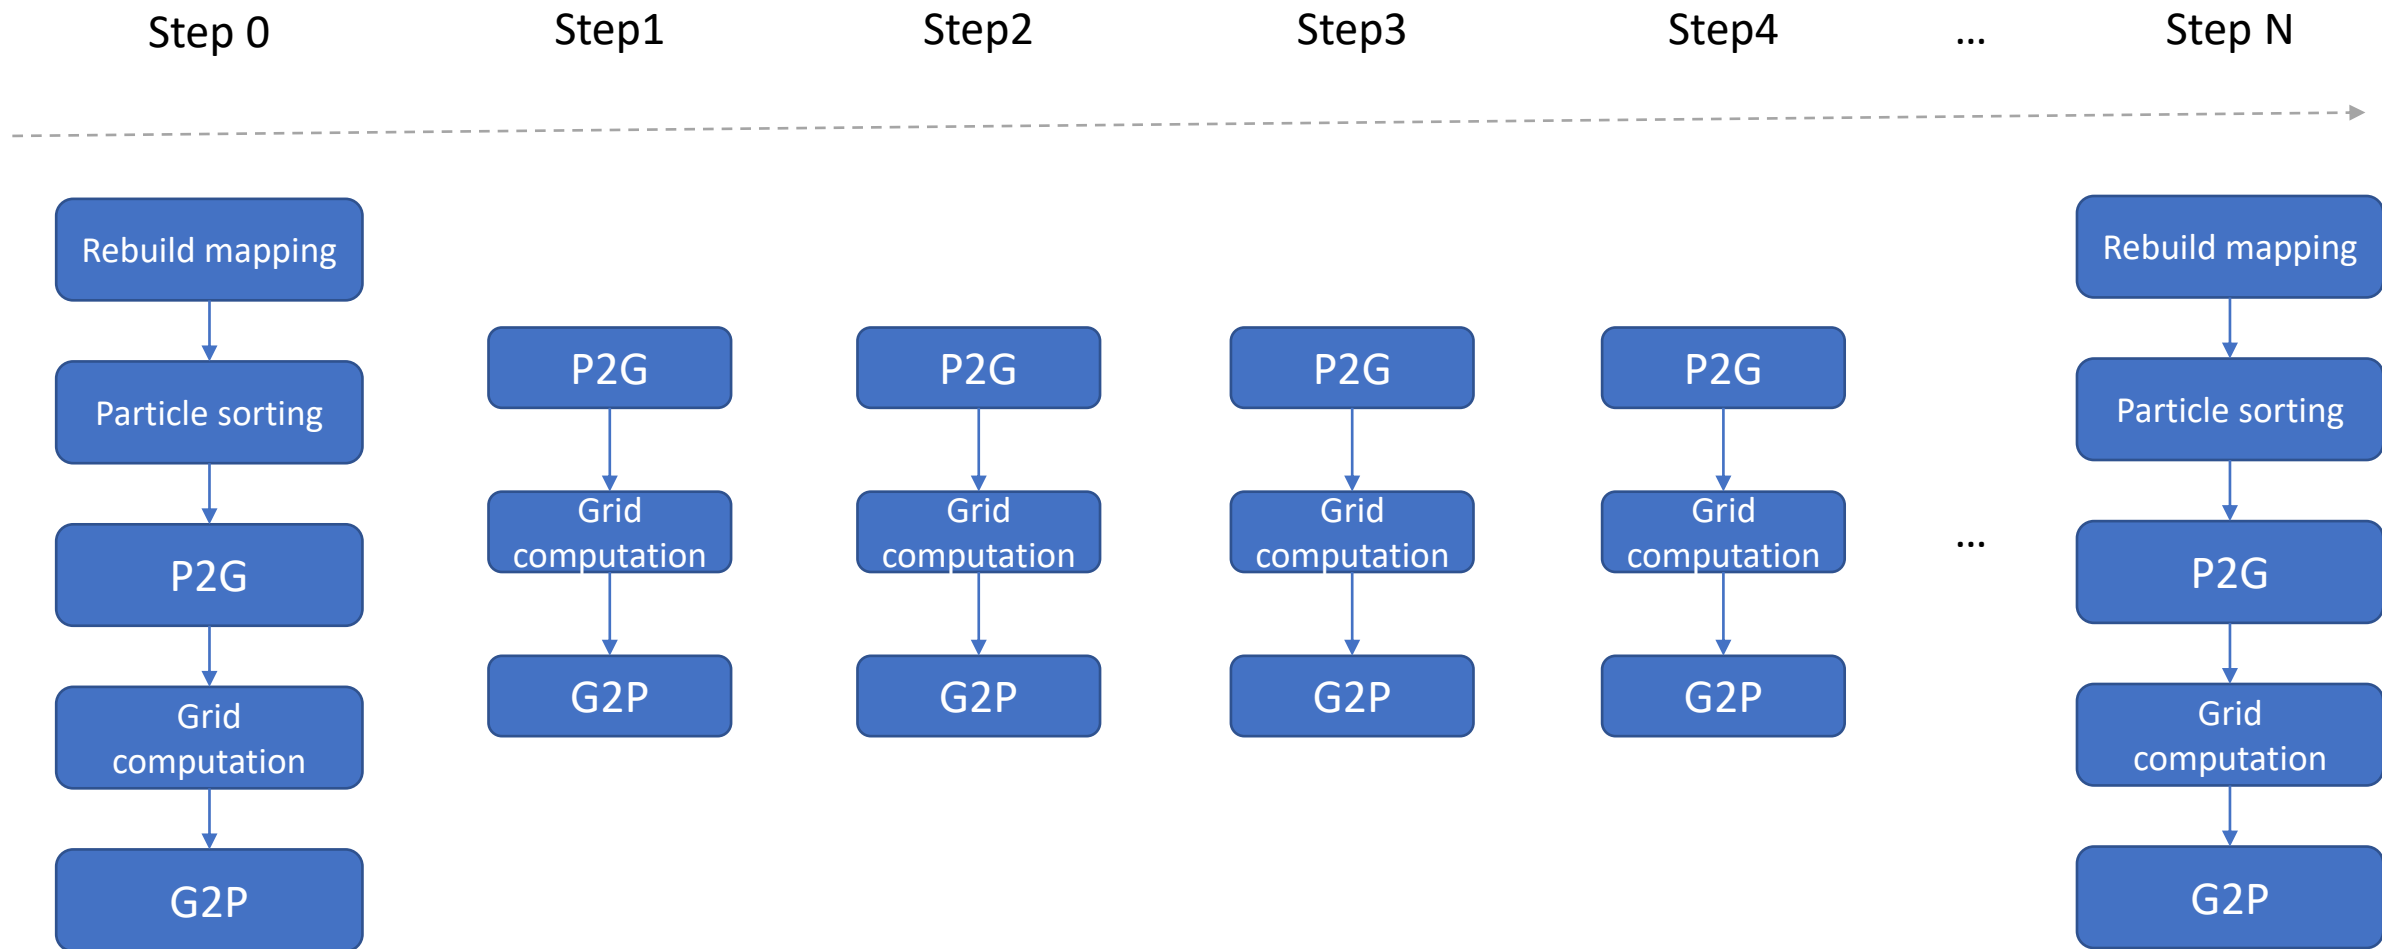 Step 0
Step1
Step2
Step3
Step4
...
Step N
Rebuild mapping
Particle sorting
P2G
Grid
computation
G2P
P2G
Grid
computation
G2P
P2G
Grid
computation
G2P
P2G
Grid
computation
G2P
P2G
Grid
computation
G2P
...
Rebuild mapping
Particle sorting
P2G
Grid
computation
G2P